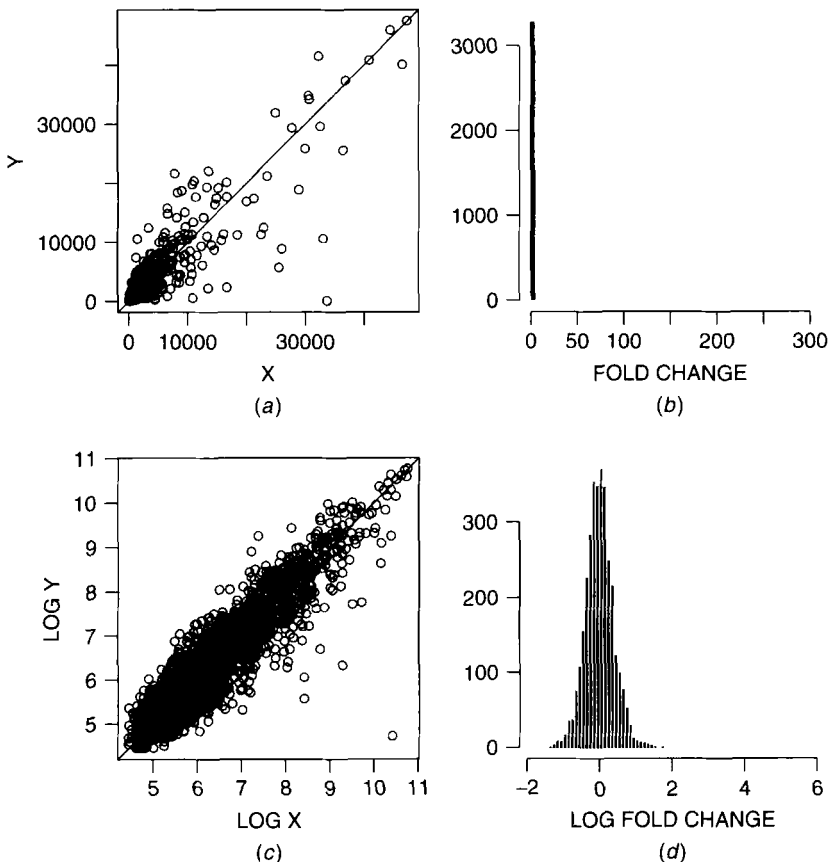 Y
30000
10000
0
0 10000 30000
X
(a)
3000
2000
1000
0
0 50 100 200 300
FOLD CHANGE
(b)
LOG Y
11
10
9
8
7
6
5
5 6 7 8 9 10 11
LOG X
(c)
300
200
100
0
−2 0 2 4 6
LOG FOLD CHANGE
(d)